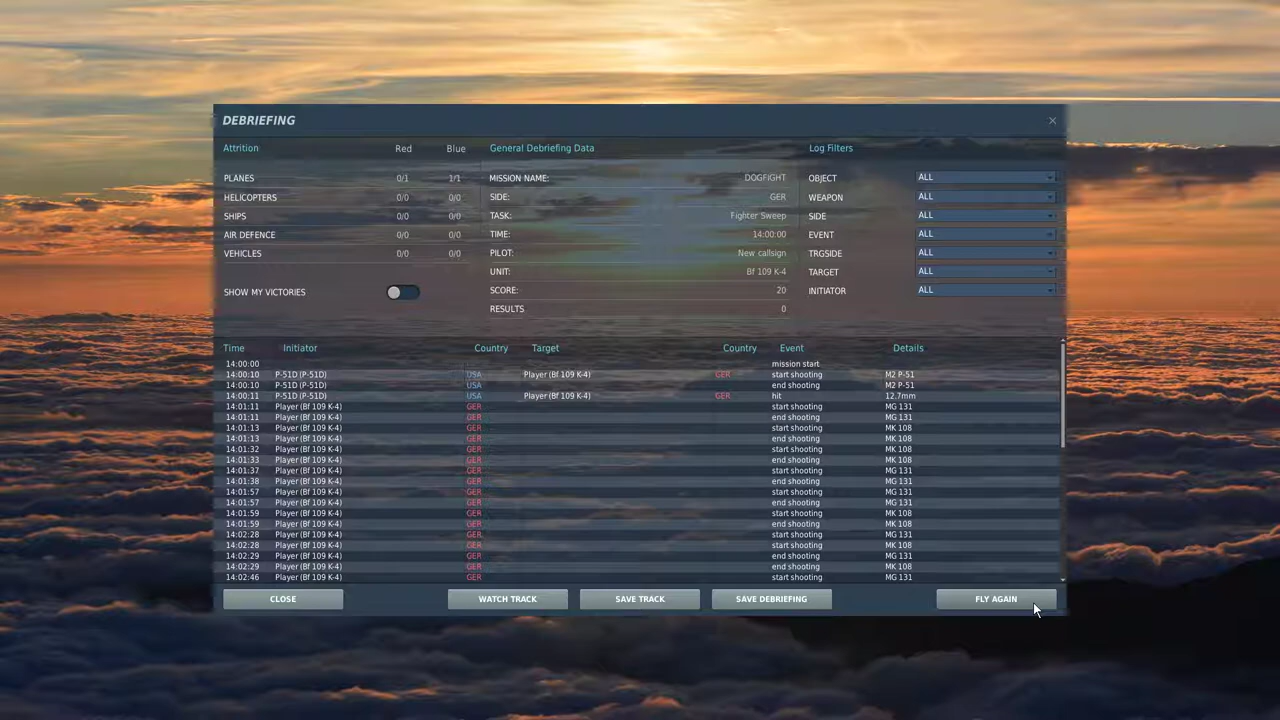 DEBRIEFING
Attrition Red Blue General Debriefing Data Log Filters
PLANES 0/1 1/1 MISSION NAME: DOGFIGHT OBJECT ALL
HELICOPTERS 0/0 0/0 SIDE: GER WEAPON ALL
SHIPS 0/0 0/0 TASK: Fighter Sweep SIDE ALL
AIR DEFENCE 0/0 0/0 TIME: 14:00:00 EVENT ALL
VEHICLES 0/0 0/0 PILOT: New callsign TRGSIDE ALL
UNIT: Bf 109 K-4 TARGET ALL
SHOW MY VICTORIES SCORE: 20 INITIATOR ALL
RESULTS 0
Time Initiator Country Target Country Event Details
14:00:00 mission start
14:00:10 P-51D (P-51D) USA Player (Bf 109 K-4) GER start shooting M2 P-51
14:00:10 P-51D (P-51D) USA end shooting M2 P-51
14:00:11 P-51D (P-51D) USA Player (Bf 109 K-4) GER hit 12.7mm
14:01:11 Player (Bf 109 K-4) GER start shooting MG 131
14:01:11 Player (Bf 109 K-4) GER end shooting MG 131
14:01:13 Player (Bf 109 K-4) GER start shooting MK 108
14:01:13 Player (Bf 109 K-4) GER end shooting MK 108
14:01:32 Player (Bf 109 K-4) GER start shooting MK 108
14:01:33 Player (Bf 109 K-4) GER end shooting MK 108
14:01:37 Player (Bf 109 K-4) GER start shooting MG 131
14:01:38 Player (Bf 109 K-4) GER end shooting MG 131
14:01:57 Player (Bf 109 K-4) GER start shooting MG 131
14:01:57 Player (Bf 109 K-4) GER end shooting MG 131
14:01:59 Player (Bf 109 K-4) GER start shooting MK 108
14:01:59 Player (Bf 109 K-4) GER end shooting MK 108
14:02:28 Player (Bf 109 K-4) GER start shooting MG 131
14:02:28 Player (Bf 109 K-4) GER start shooting MK 108
14:02:29 Player (Bf 109 K-4) GER end shooting MG 131
14:02:29 Player (Bf 109 K-4) GER end shooting MK 108
14:02:46 Player (Bf 109 K-4) GER start shooting MG 131
CLOSE WATCH TRACK SAVE TRACK SAVE DEBRIEFING FLY AGAIN